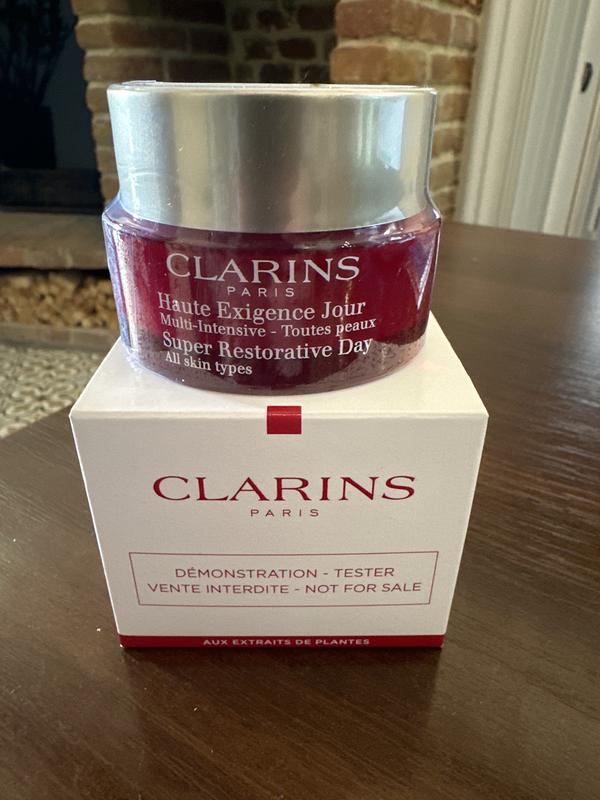 CLARINS
PARIS
Haute Exigence Jour
Multi-Intensive - Toutes peaux
Super Restorative Day
All skin types
CLARINS
PARIS
DÉMONSTRATION - TESTER
VENTE INTERDITE - NOT FOR SALE
AUX EXTRAITS DE PLANTES